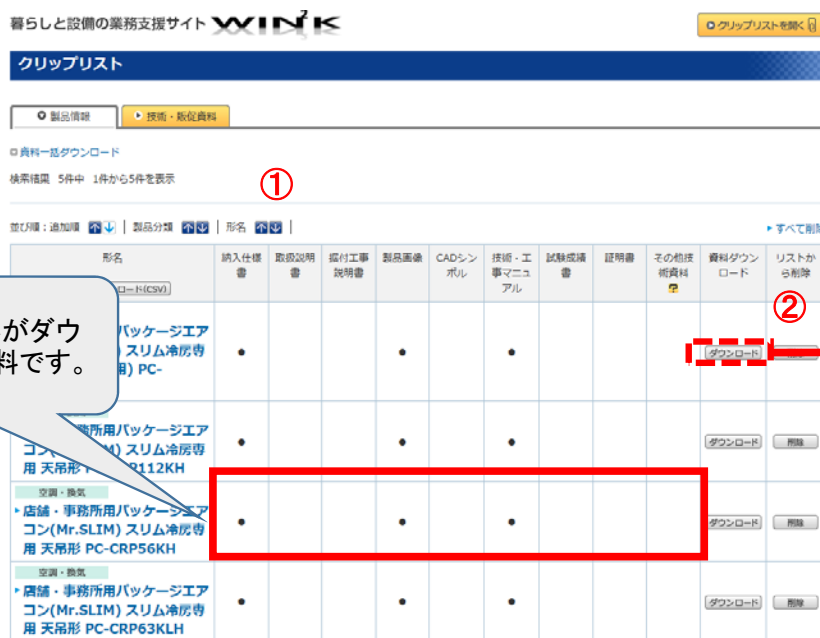 暮らしと設備の業務支援サイト WIN²K
クリップリストを開く
クリップリスト
製品情報
技術・販促資料
資料一括ダウンロード
検索結果 5件中 1件から5件を表示
①
並び順：追加順
製品分類
形名
すべて削除
形名
納入仕様書
取扱説明書
据付工事説明書
製品画像
CADシンボル
技術・工事マニュアル
試験成績書
証明書
その他技術資料
資料ダウンロード
リストから削除
ード(CSV)
②
がダウ
料です。
パッケージエア
スリム冷房専
用) PC-
●
●
●
ダウンロード
務所用パッケージエア
コン(Mr.SLIM) スリム冷房専
用 天吊形 P
P112KH
●
●
●
ダウンロード
削除
空調・換気
店舗・事務所用パッケージエア
コン(Mr.SLIM) スリム冷房専
用 天吊形 PC-CRP56KH
●
●
●
ダウンロード
削除
空調・換気
店舗・事務所用パッケージエア
コン(Mr.SLIM) スリム冷房専
用 天吊形 PC-CRP63KLH
●
●
●
ダウンロード
削除